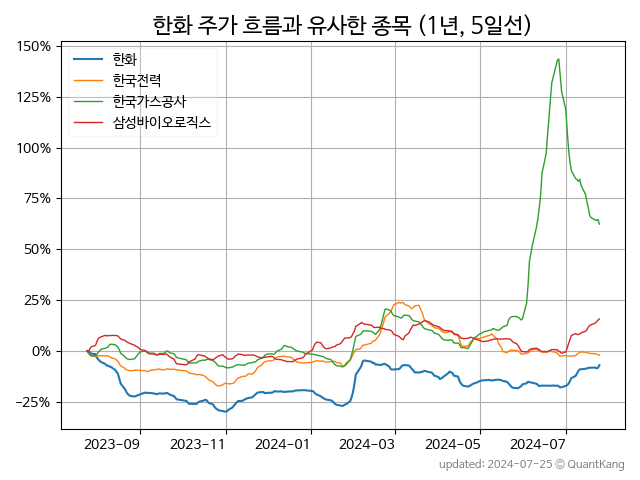 한화 주가 흐름과 유사한 종목 (1년, 5일선)
한화
한국전력
한국가스공사
삼성바이오로직스
150%
125%
100%
75%
50%
25%
0%
−25%
2023-09
2023-11
2024-01
2024-03
2024-05
2024-07
updated: 2024-07-25 © QuantKang